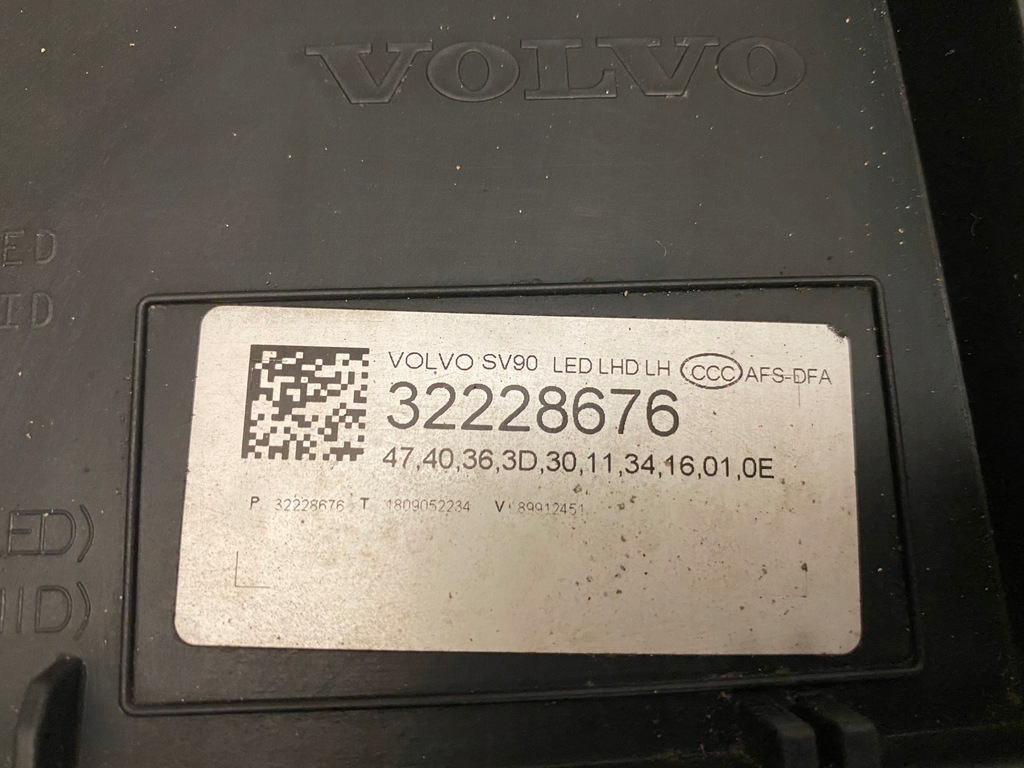 VOLVO
ED
ID
VOLVO SV90 LED LHD LH CCC AFS-DFA
32228676
47,40,36,3D,30,11,34,16,01,0E
P 32228676 T 1809052234 V 89912451
ED)
HID)